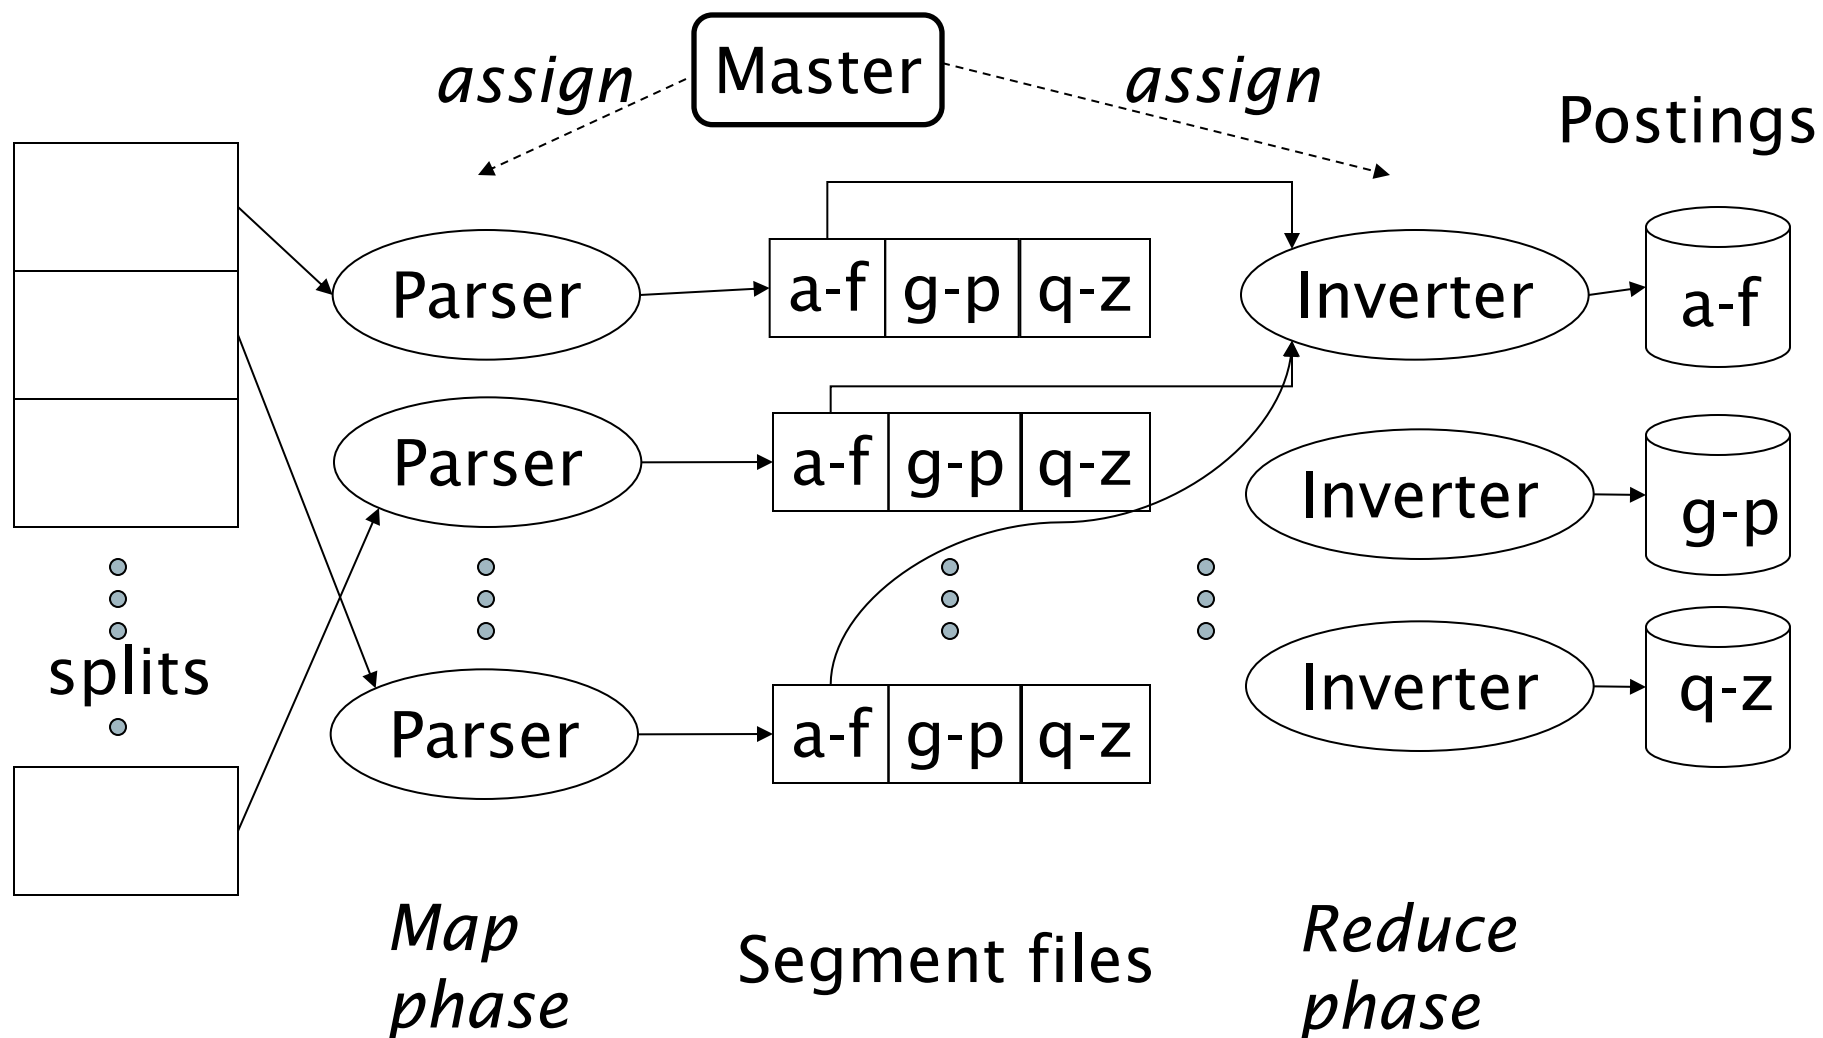 Master
assign
assign
Postings
Parser
a-f g-p q-z
Inverter
a-f
Parser
a-f g-p q-z
Inverter
g-p
splits
Parser
a-f g-p q-z
Inverter
q-z
Map
phase
Segment files
Reduce
phase